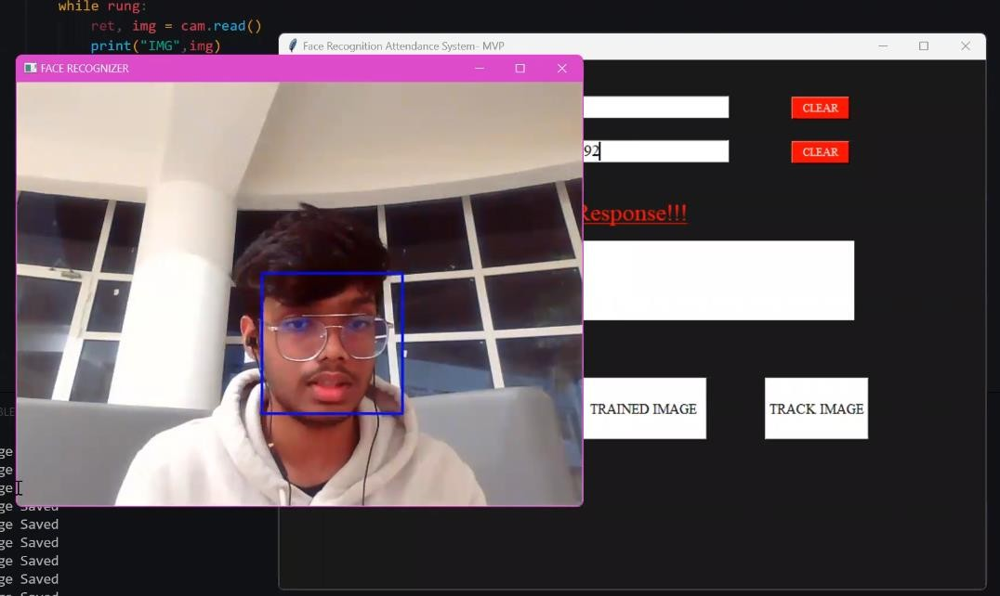 while rung:
ret, img = cam.read()
print("IMG",img)
Face Recognition Attendance System- MVP
FACE RECOGNIZER
CLEAR
92
CLEAR
Response!!!
TRAINED IMAGE
TRACK IMAGE
BLE
ge
ge
ge
ge Saved
ge Saved
ge Saved
ge Saved
ge Saved
ge Saved